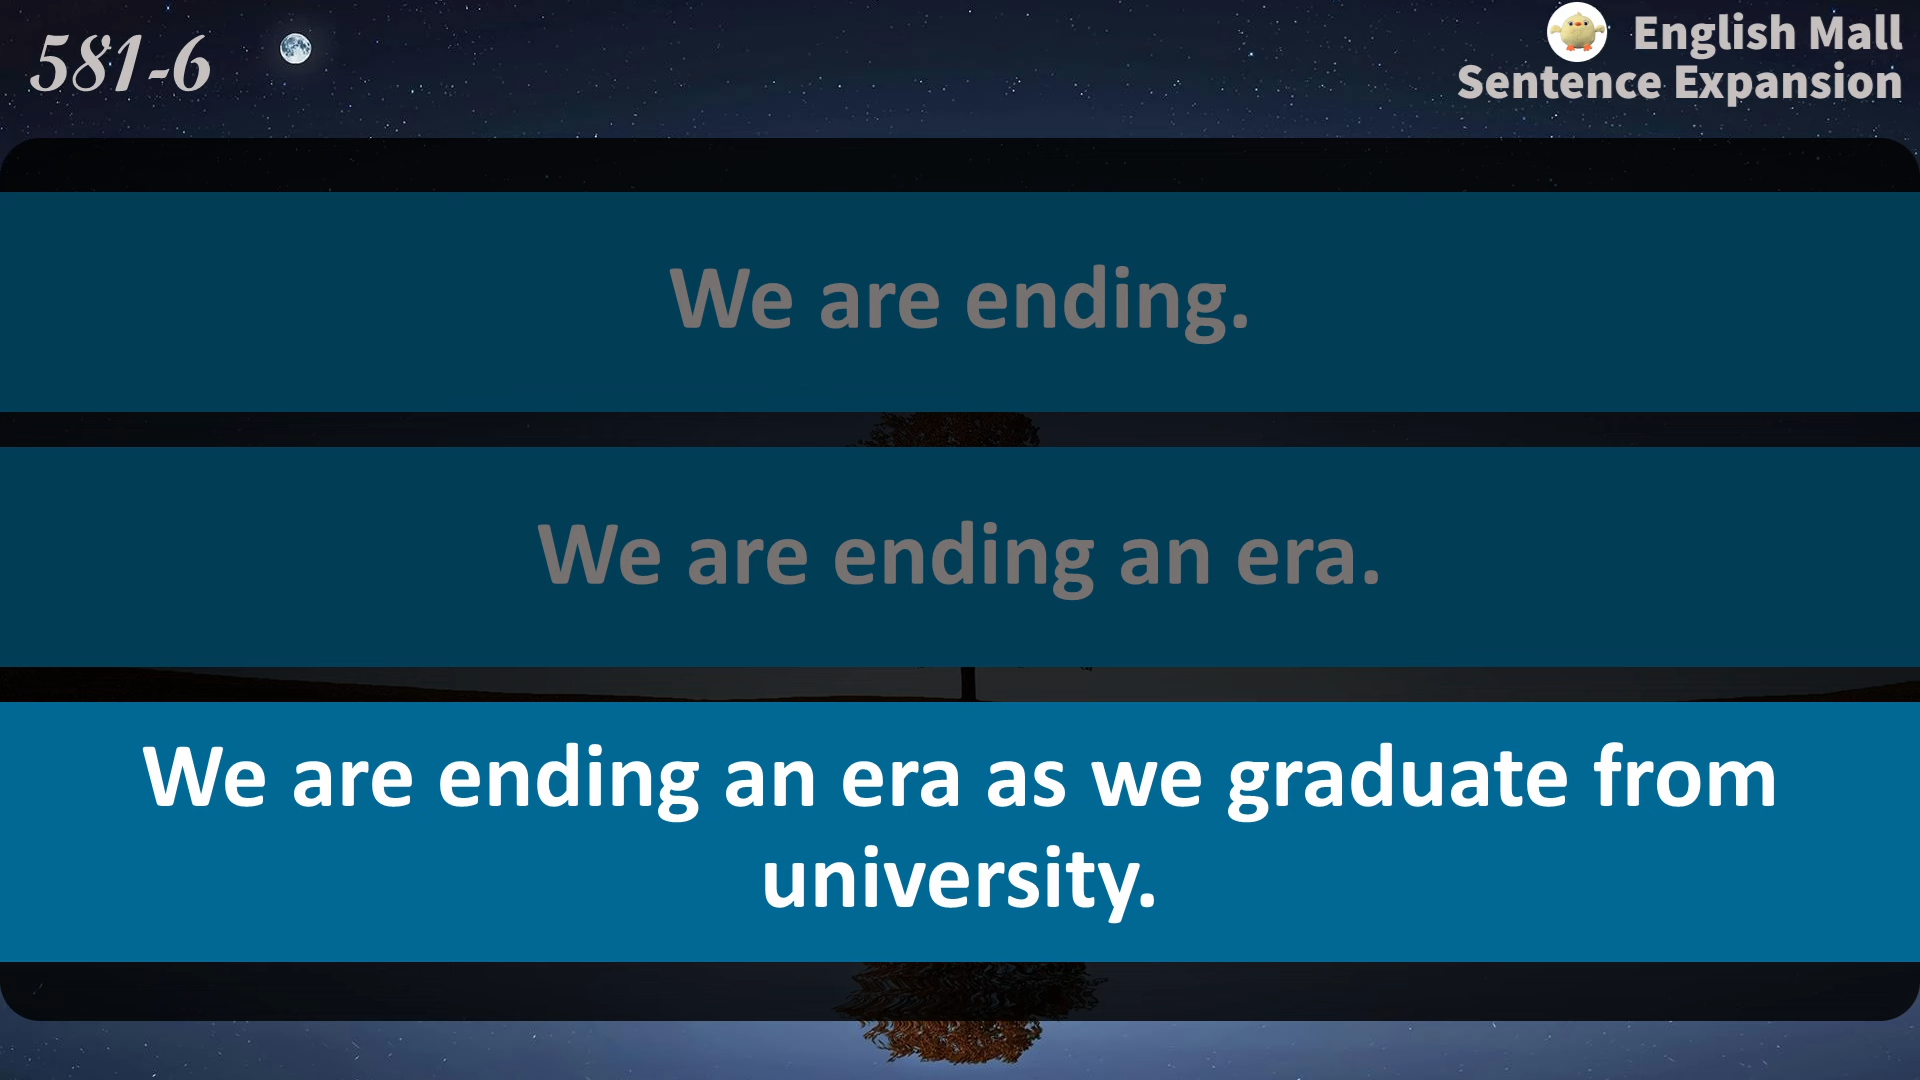 581-6
English Mall
Sentence Expansion
We are ending.
We are ending an era.
We are ending an era as we graduate from
university.